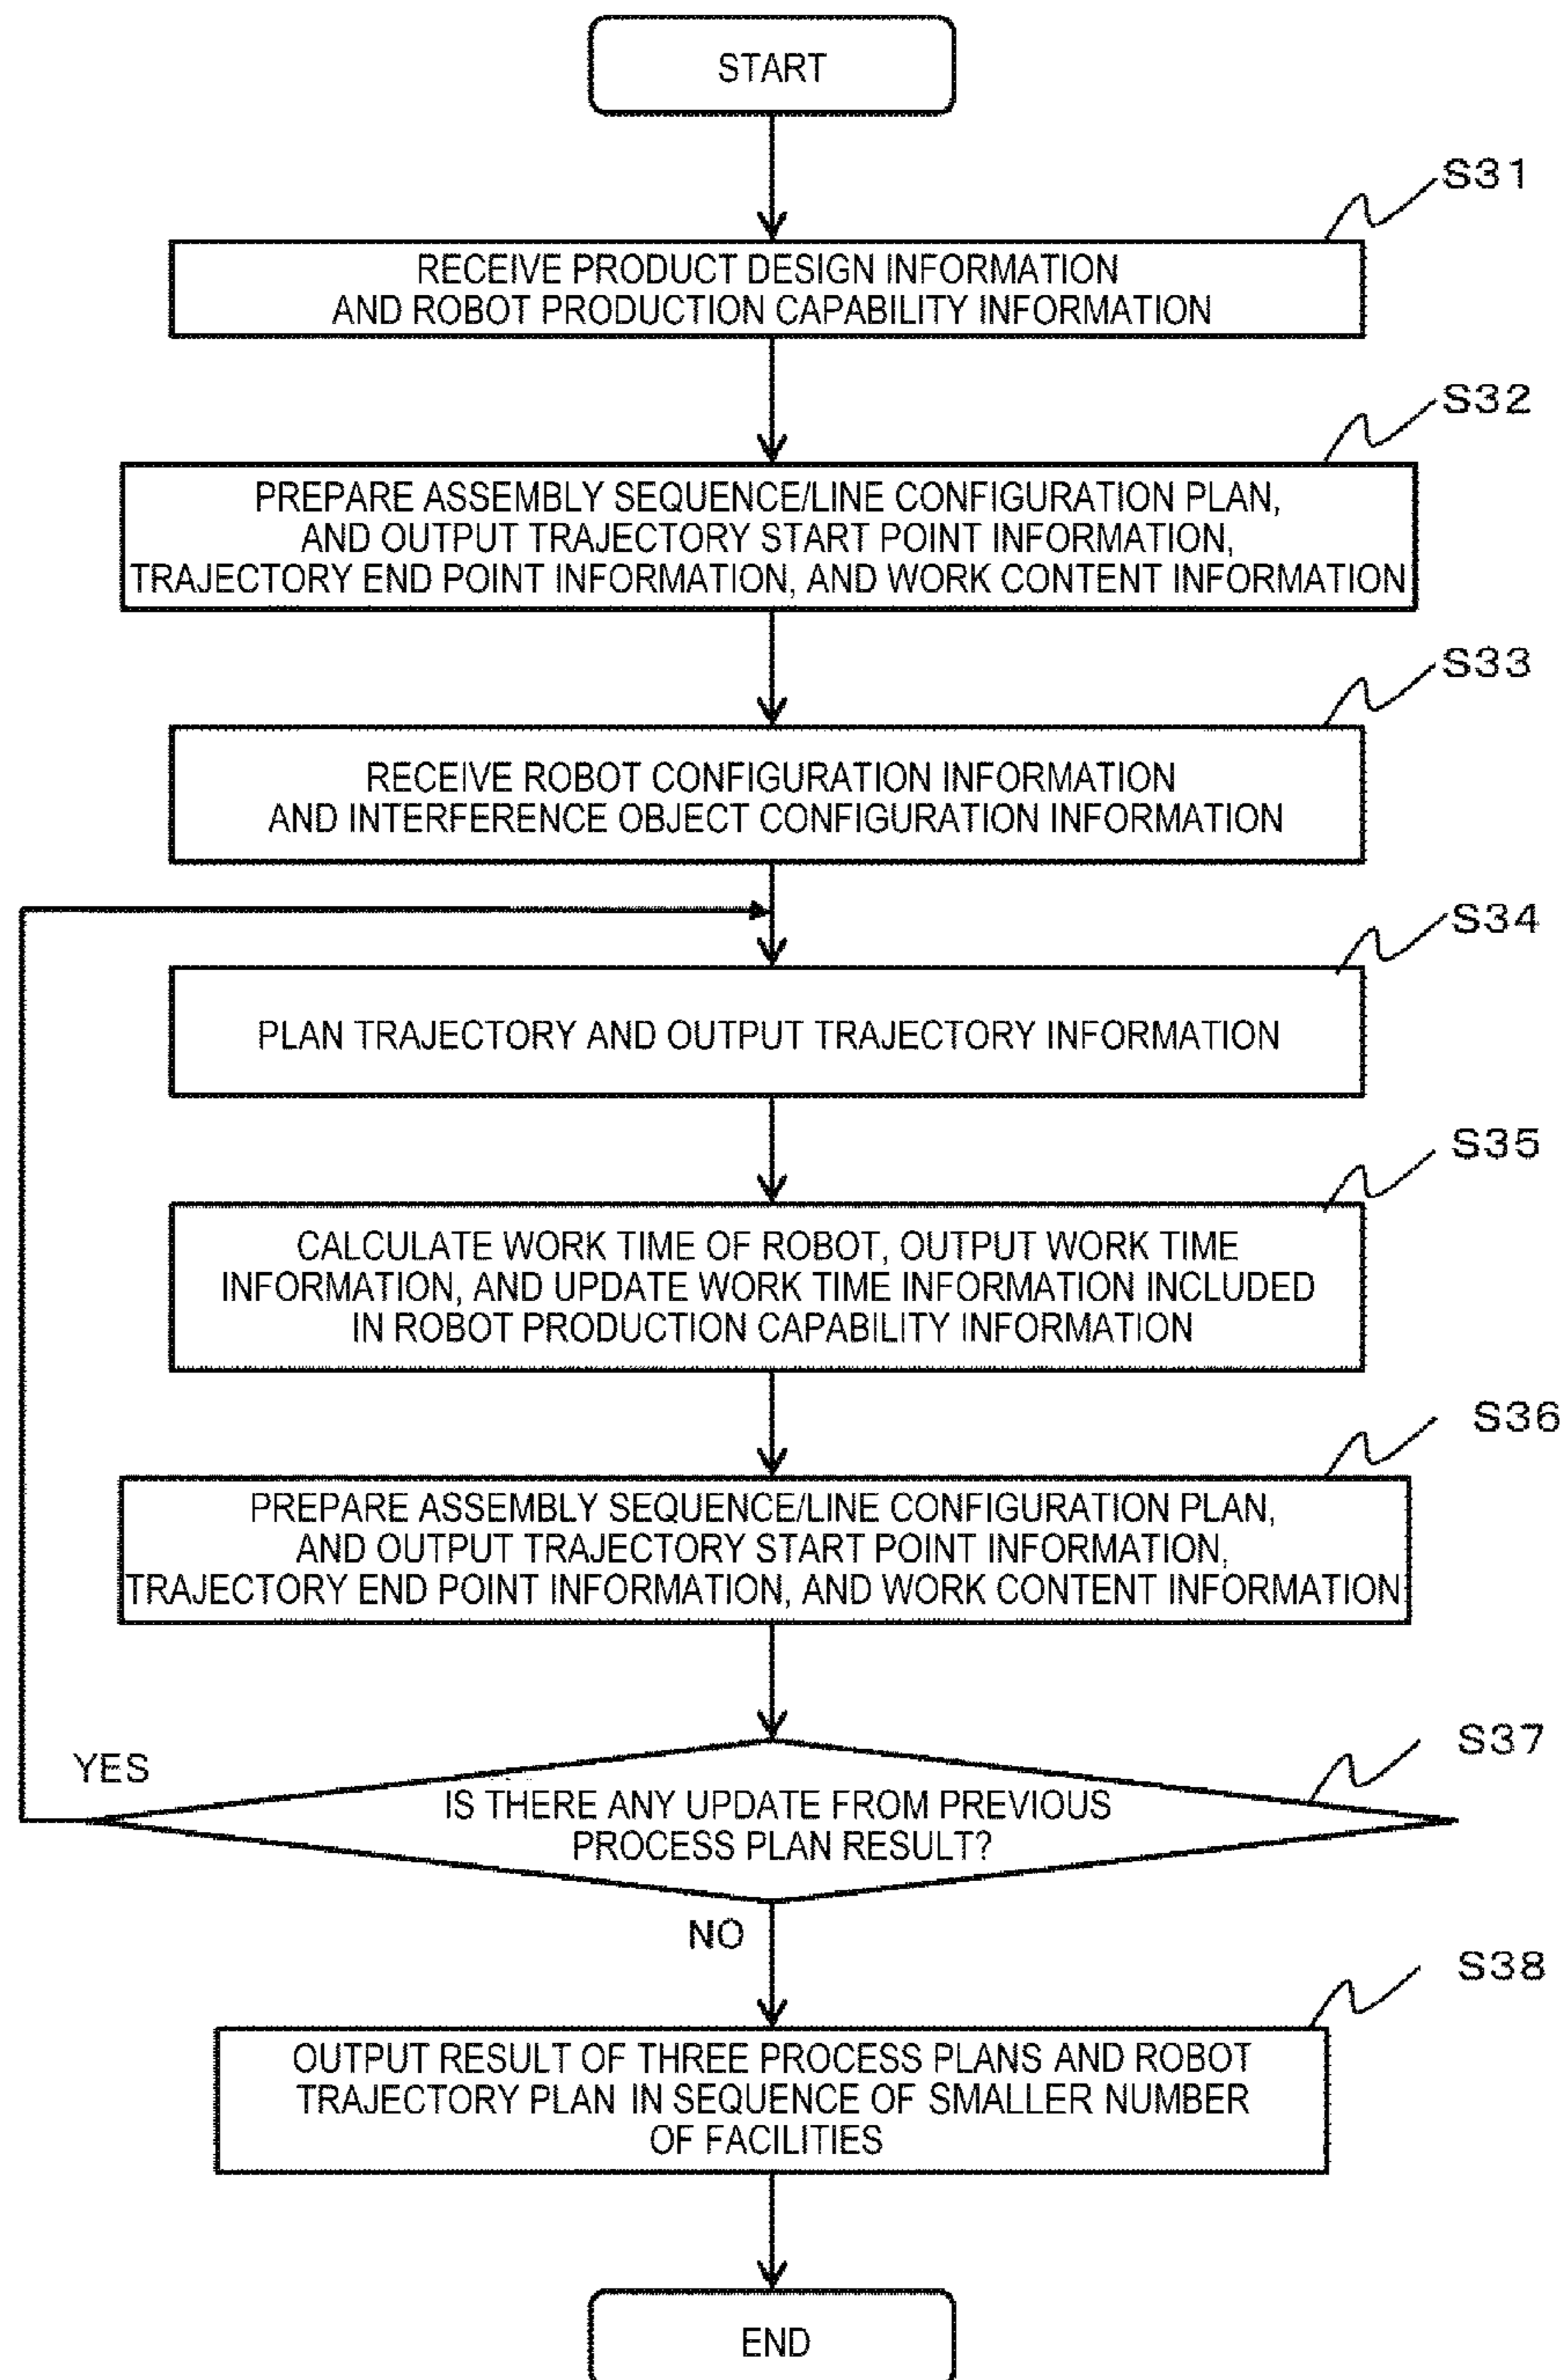 START
S31
RECEIVE PRODUCT DESIGN INFORMATION
AND ROBOT PRODUCTION CAPABILITY INFORMATION
S32
PREPARE ASSEMBLY SEQUENCE/LINE CONFIGURATION PLAN,
AND OUTPUT TRAJECTORY START POINT INFORMATION,
TRAJECTORY END POINT INFORMATION, AND WORK CONTENT INFORMATION
S33
RECEIVE ROBOT CONFIGURATION INFORMATION
AND INTERFERENCE OBJECT CONFIGURATION INFORMATION
S34
PLAN TRAJECTORY AND OUTPUT TRAJECTORY INFORMATION
S35
CALCULATE WORK TIME OF ROBOT, OUTPUT WORK TIME
INFORMATION, AND UPDATE WORK TIME INFORMATION INCLUDED
IN ROBOT PRODUCTION CAPABILITY INFORMATION
S36
PREPARE ASSEMBLY SEQUENCE/LINE CONFIGURATION PLAN,
AND OUTPUT TRAJECTORY START POINT INFORMATION,
TRAJECTORY END POINT INFORMATION, AND WORK CONTENT INFORMATION
S37
YES
IS THERE ANY UPDATE FROM PREVIOUS
PROCESS PLAN RESULT?
NO
S38
OUTPUT RESULT OF THREE PROCESS PLANS AND ROBOT
TRAJECTORY PLAN IN SEQUENCE OF SMALLER NUMBER
OF FACILITIES
END